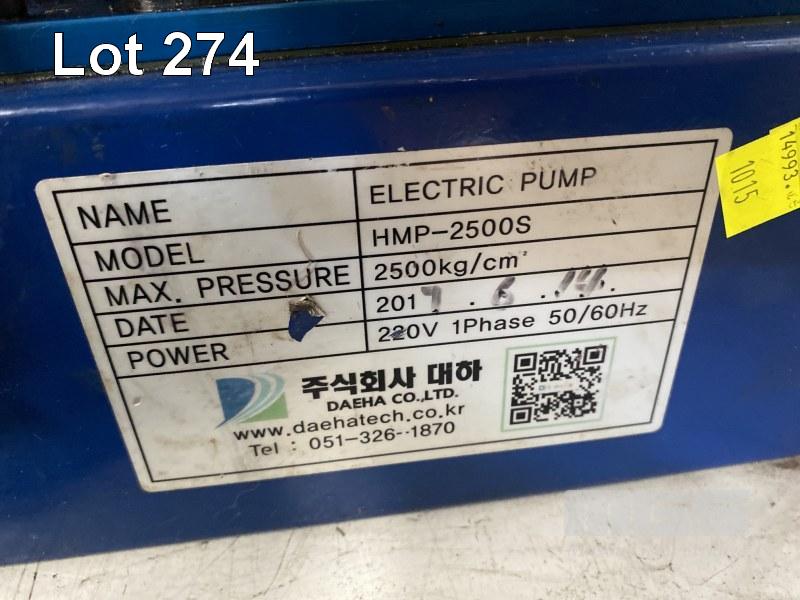 Lot 274
NAME ELECTRIC PUMP
MODEL HMP-2500S
MAX. PRESSURE 2500kg/cm²
DATE 2017 . 6 . 14.
POWER 220V 1Phase 50/60Hz
주식회사 대하
DAEHA CO.,LTD.
www.daehatech.co.kr
Tel : 051-326-1870
1015